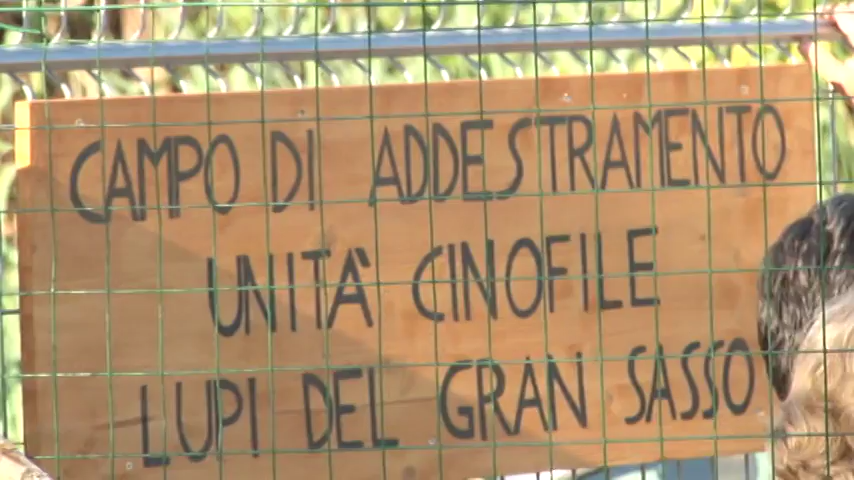 CAMPO DI ADDESTRAMENTO
UNITÀ CINOFILE
LUPI DEL GRAN SASSO